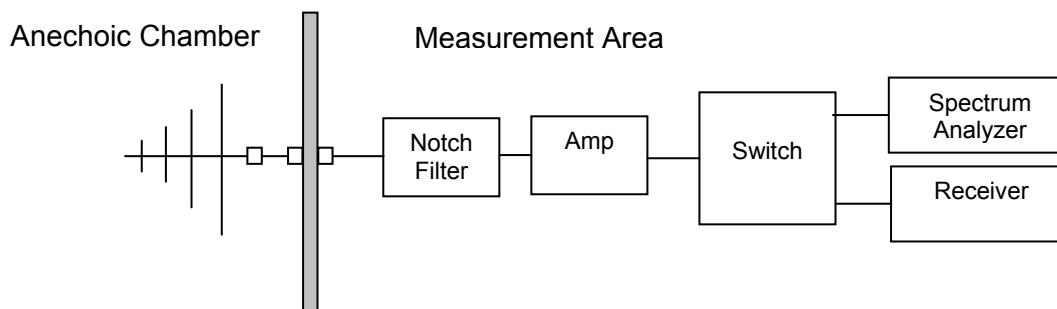 Anechoic Chamber
Measurement Area
Notch
Filter
Amp
Switch
Spectrum
Analyzer
Receiver